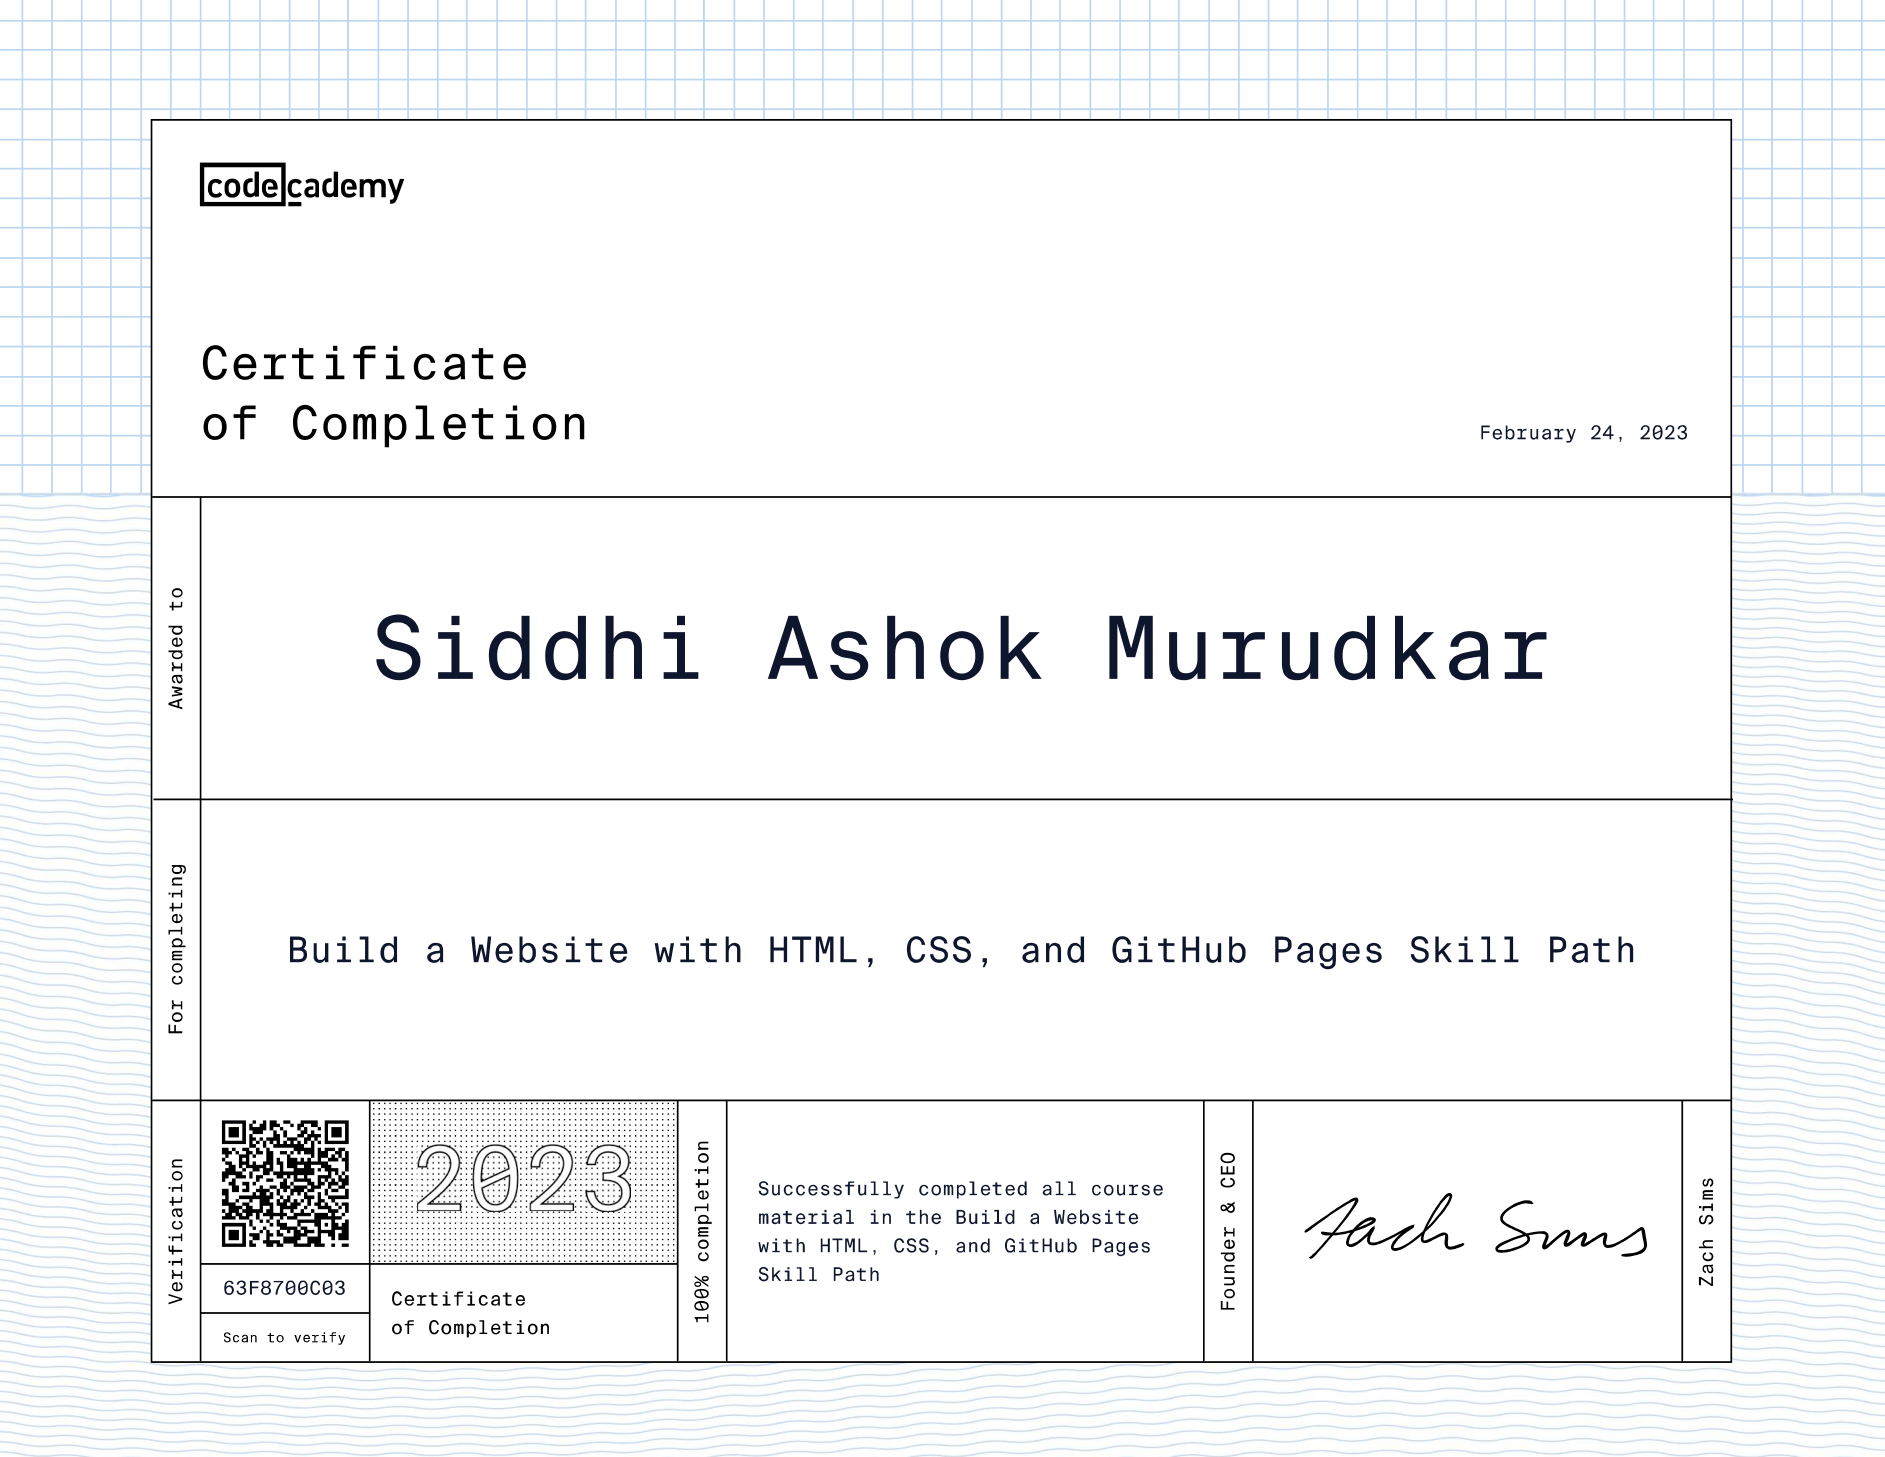 codecademy
Certificate
of Completion
February 24, 2023
Awarded to
Siddhi Ashok Murudkar
For completing
Build a Website with HTML, CSS, and GitHub Pages Skill Path
Verification
63F8700C03
Scan to verify
2023
Certificate
of Completion
100% completion
Successfully completed all course
material in the Build a Website
with HTML, CSS, and GitHub Pages
Skill Path
Founder & CEO
Zach Sims
Zach Sims